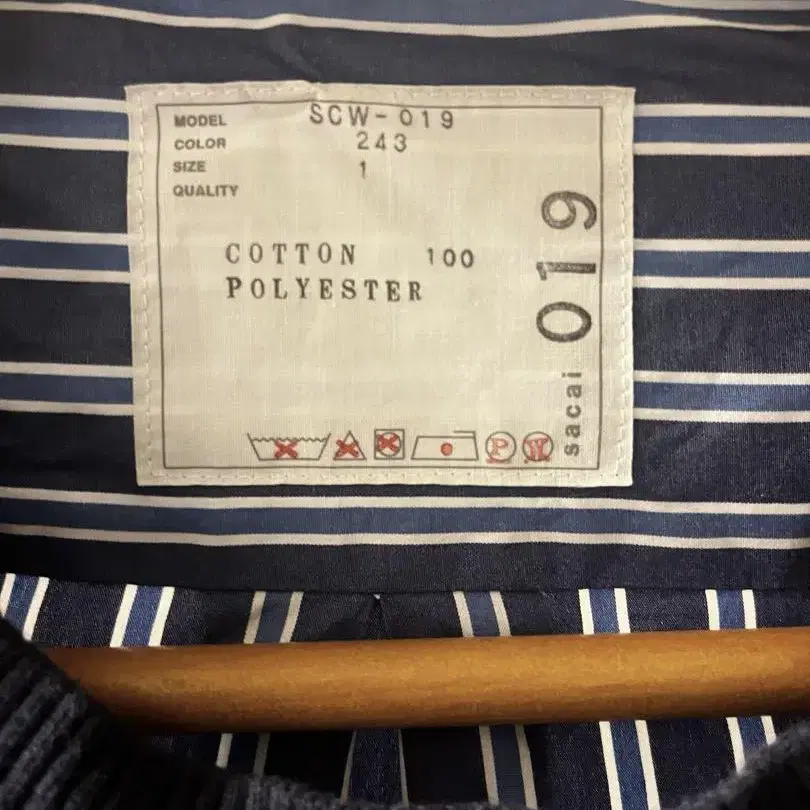 MODEL SCW-019
COLOR 243
SIZE 1
QUALITY
COTTON 100
POLYESTER
sacai 019
P W